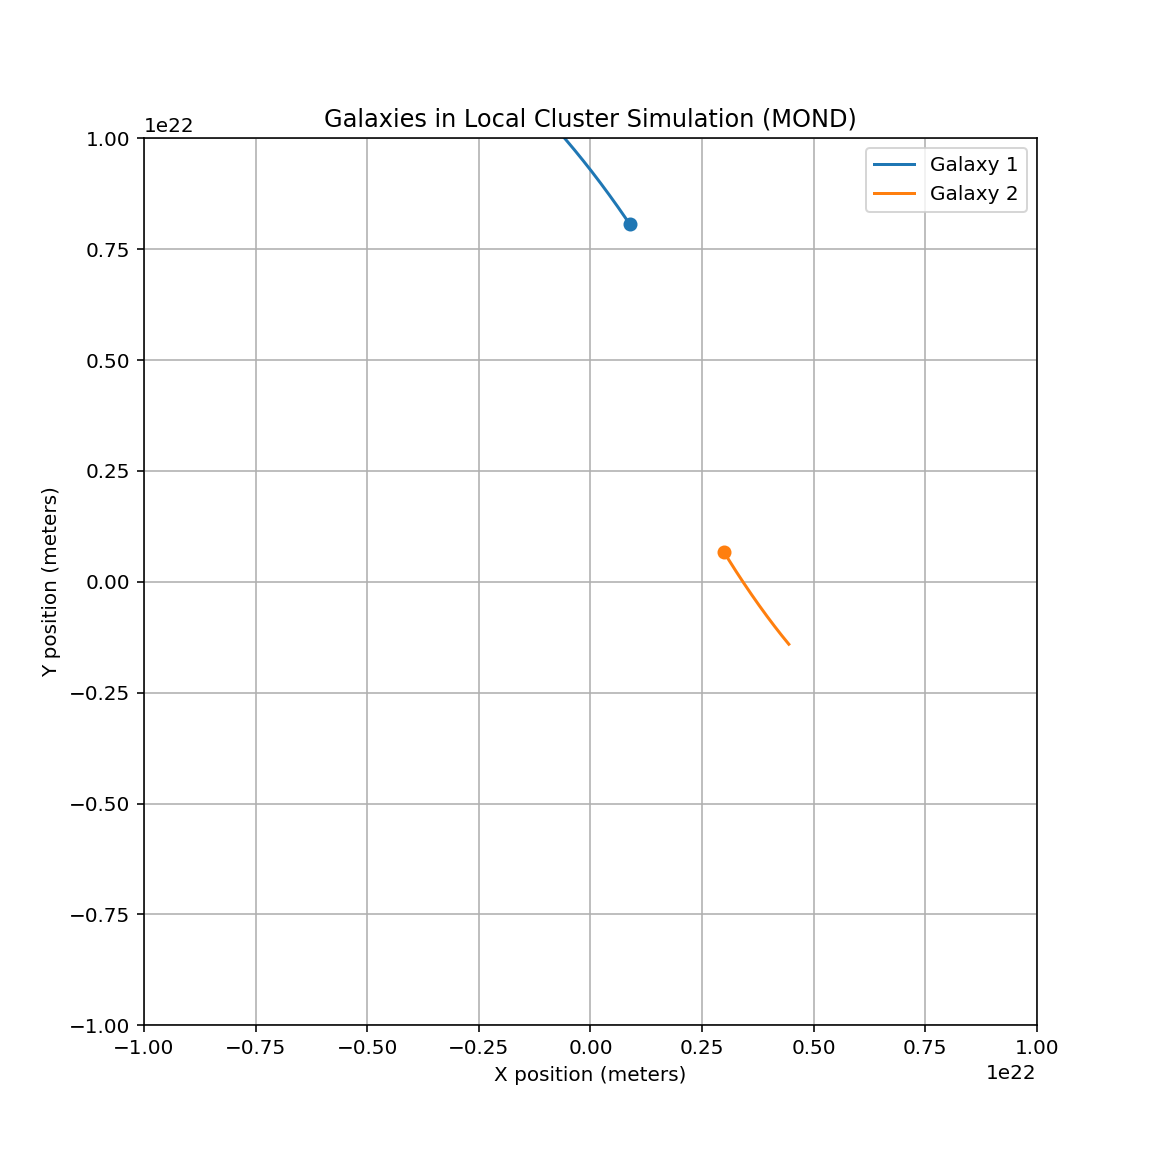 Galaxies in Local Cluster Simulation (MOND)
1e22
Galaxy 1
Galaxy 2
1.00
0.75
0.50
0.25
0.00
−0.25
−0.50
−0.75
−1.00
Y position (meters)
−1.00 −0.75 −0.50 −0.25 0.00 0.25 0.50 0.75 1.00
X position (meters)
1e22